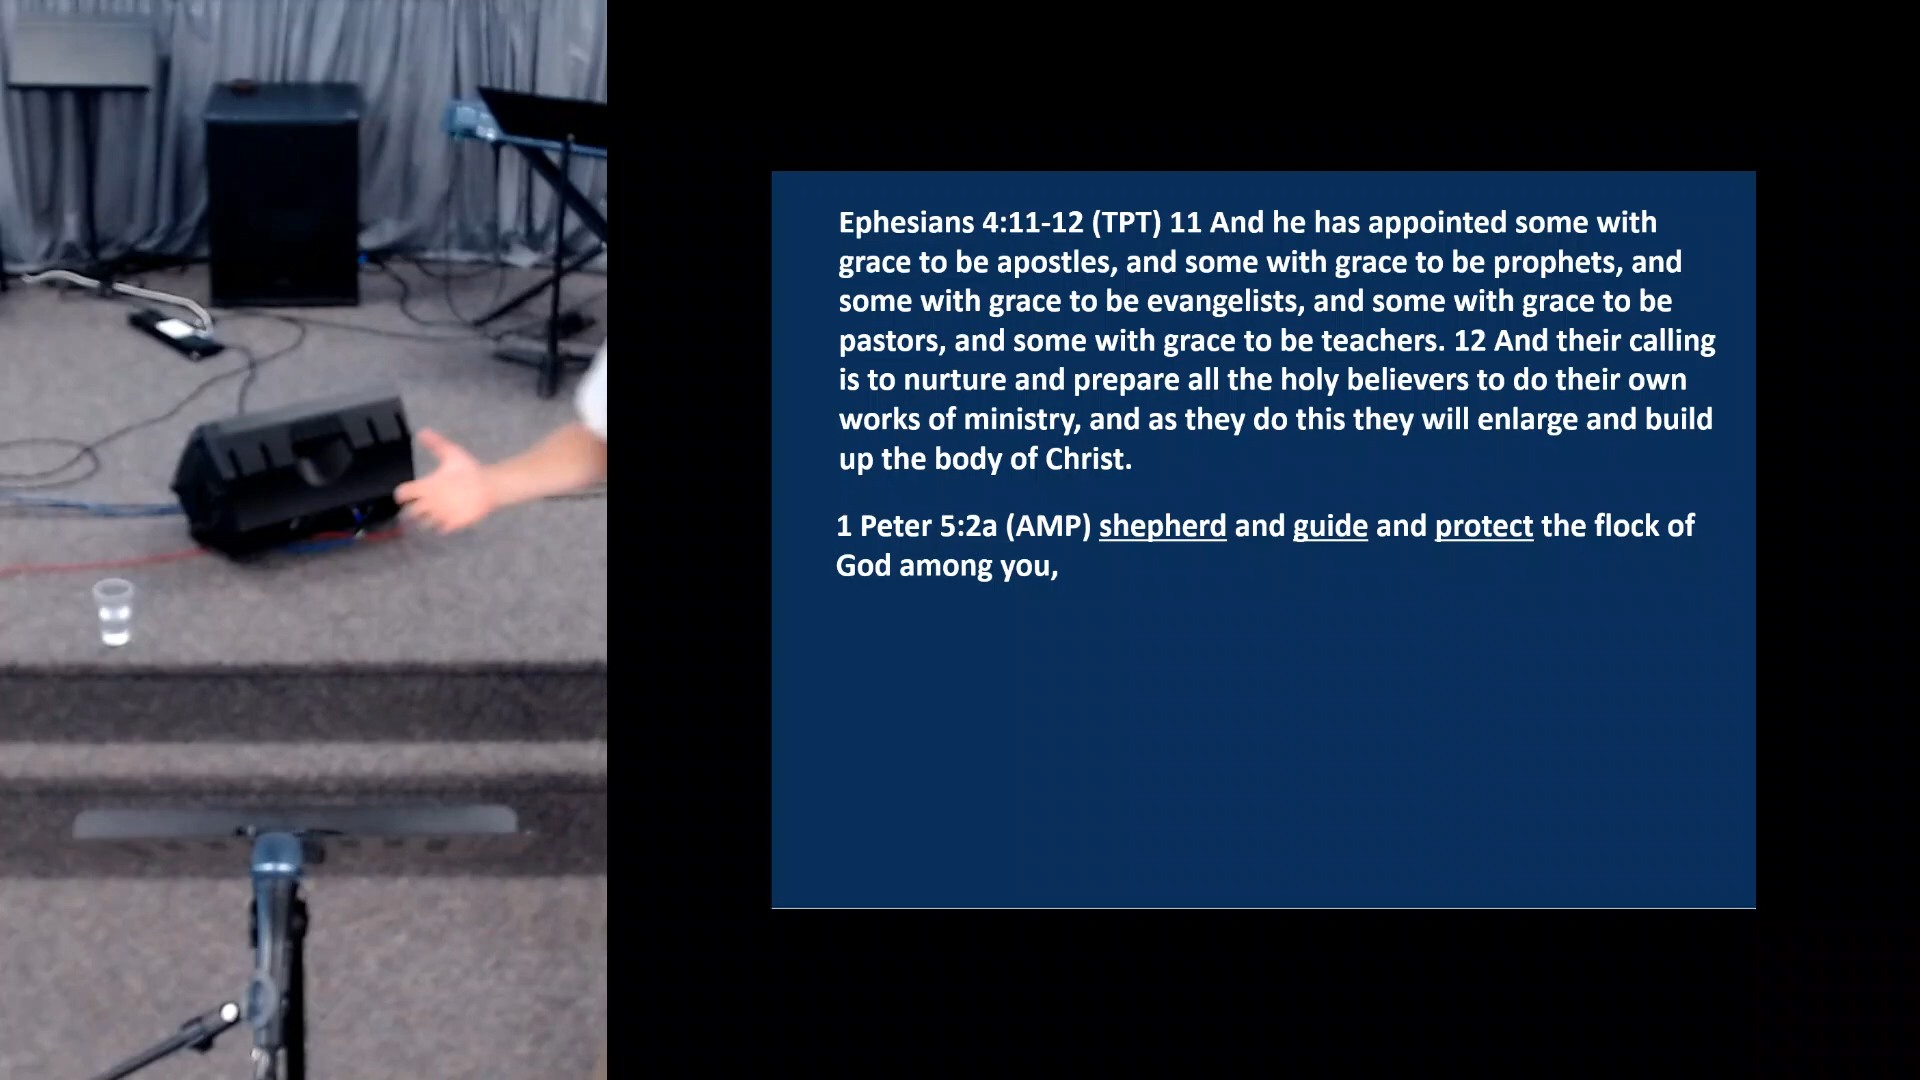 Ephesians 4:11-12 (TPT) 11 And he has appointed some with
grace to be apostles, and some with grace to be prophets, and
some with grace to be evangelists, and some with grace to be
pastors, and some with grace to be teachers. 12 And their calling
is to nurture and prepare all the holy believers to do their own
works of ministry, and as they do this they will enlarge and build
up the body of Christ.
1 Peter 5:2a (AMP) shepherd and guide and protect the flock of
God among you,